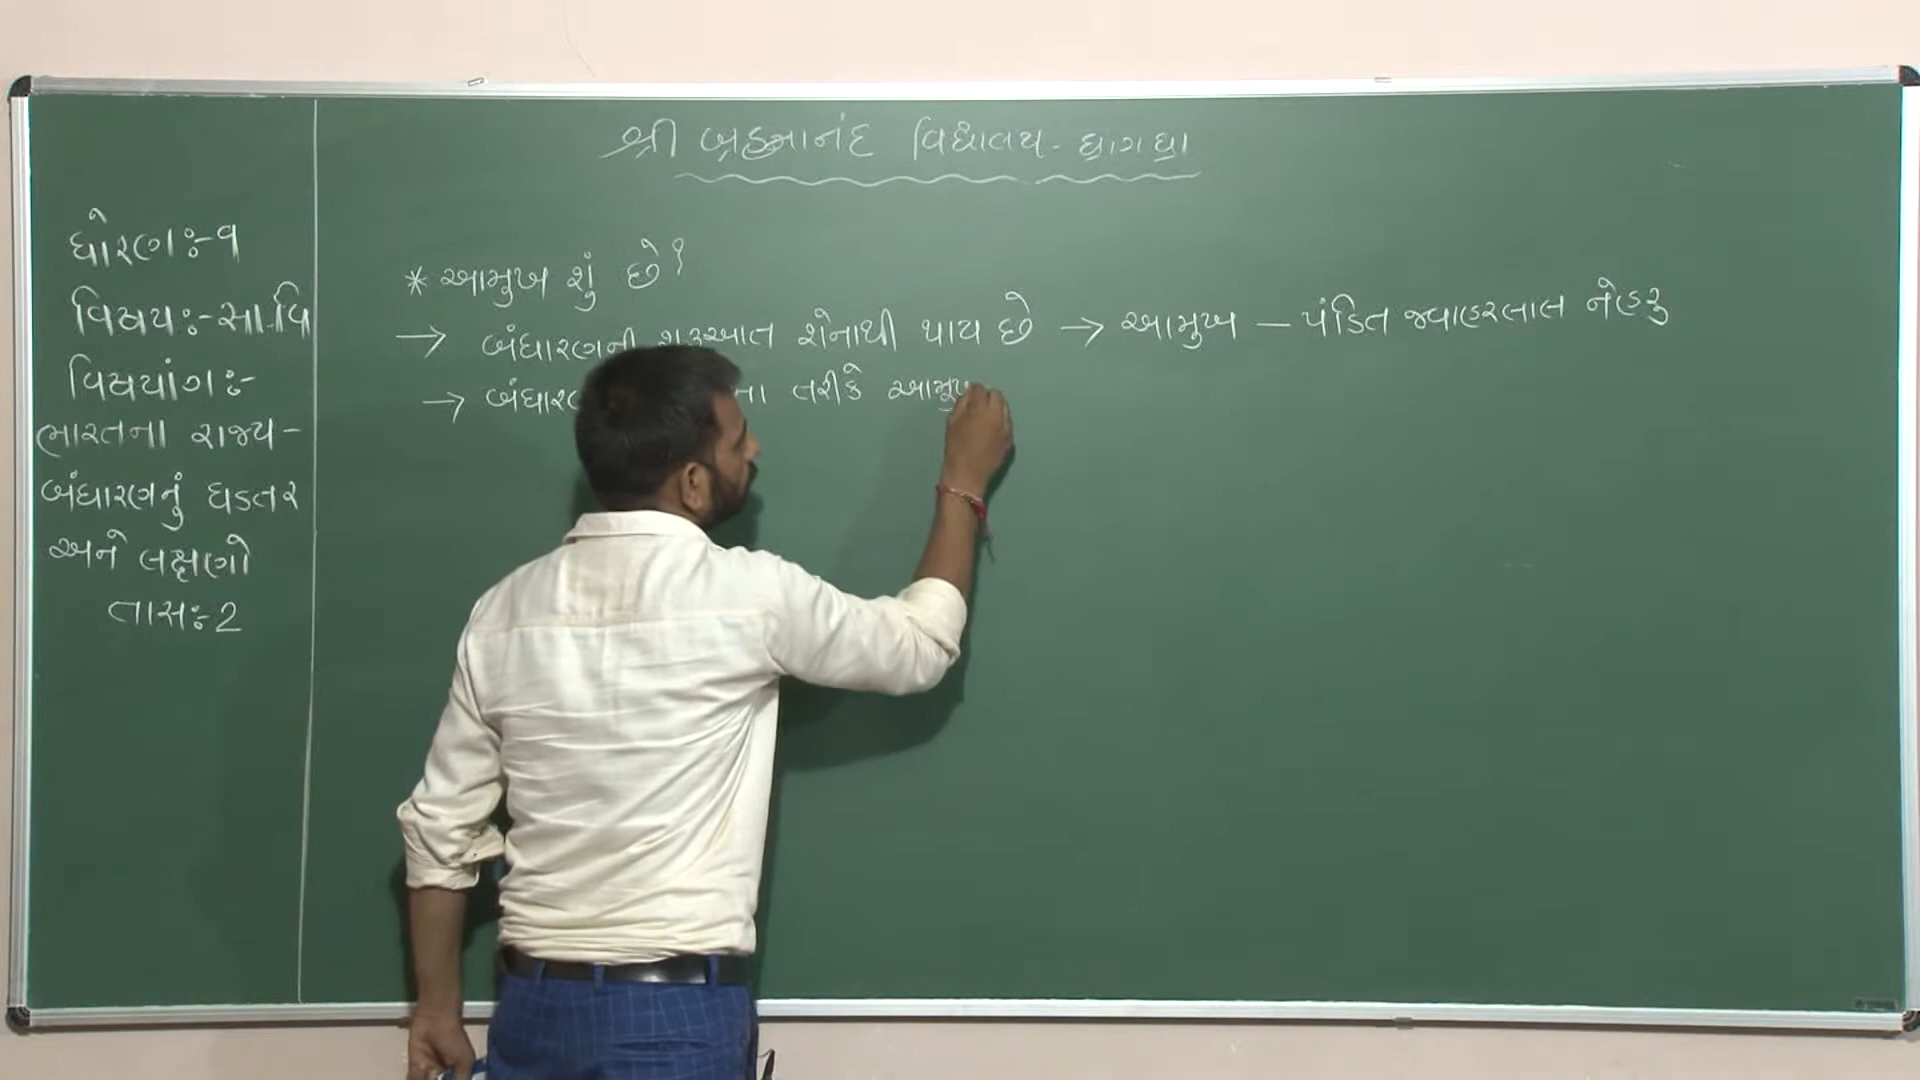 શ્રી બ્રહ્માનંદ વિદ્યાલય - ધ્રાગધ્રા
ધોરણઃ-૧
વિષયઃ-સા.વિ
વિષયાંગઃ-
ભારતના રાજ્ય-
બંધારણનું ઘડતર
અને લક્ષણો
તાસઃ-2
* આમુખ શું છે?
→ બંધારણની શરૂઆત શેનાથી થાય છે → આમુખ - પંડિત જવાહરલાલ નેહરુ
→ તરીકે આમુખ